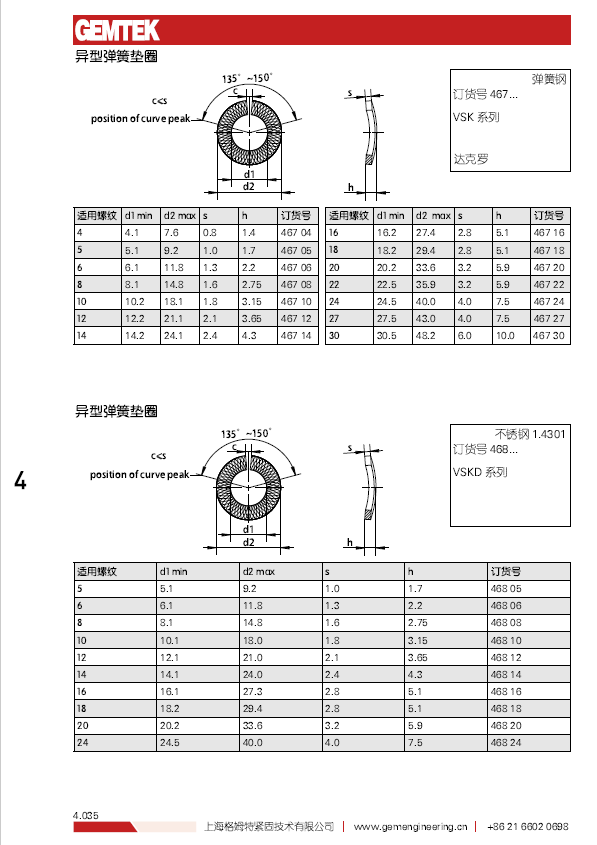 GEMTEK
异型弹簧垫圈
135° ~150°
c
c<s
position of curve peak
d1
d2
s
h
弹簧钢
订货号 467...
VSK 系列
达克罗
适用螺纹 d1 min d2 max s h 订货号
4 4.1 7.6 0.8 1.4 467 04
5 5.1 9.2 1.0 1.7 467 05
6 6.1 11.8 1.3 2.2 467 06
8 8.1 14.8 1.6 2.75 467 08
10 10.2 18.1 1.8 3.15 467 10
12 12.2 21.1 2.1 3.65 467 12
14 14.2 24.1 2.4 4.3 467 14
适用螺纹 d1 min d2 max s h 订货号
16 16.2 27.4 2.8 5.1 467 16
18 18.2 29.4 2.8 5.1 467 18
20 20.2 33.6 3.2 5.9 467 20
22 22.5 35.9 3.2 5.9 467 22
24 24.5 40.0 4.0 7.5 467 24
27 27.5 43.0 4.0 7.5 467 27
30 30.5 48.2 6.0 10.0 467 30
异型弹簧垫圈
135° ~150°
c
c<s
position of curve peak
d1
d2
s
h
不锈钢 1.4301
订货号 468...
VSKD 系列
4
适用螺纹 d1 min d2 max s h 订货号
5 5.1 9.2 1.0 1.7 468 05
6 6.1 11.8 1.3 2.2 468 06
8 8.1 14.8 1.6 2.75 468 08
10 10.1 18.0 1.8 3.15 468 10
12 12.1 21.0 2.1 3.65 468 12
14 14.1 24.0 2.4 4.3 468 14
16 16.1 27.3 2.8 5.1 468 16
18 18.2 29.4 2.8 5.1 468 18
20 20.2 33.6 3.2 5.9 468 20
24 24.5 40.0 4.0 7.5 468 24
4.035
上海格姆特紧固技术有限公司 | www.gemengineering.cn | +86 21 6602 0698